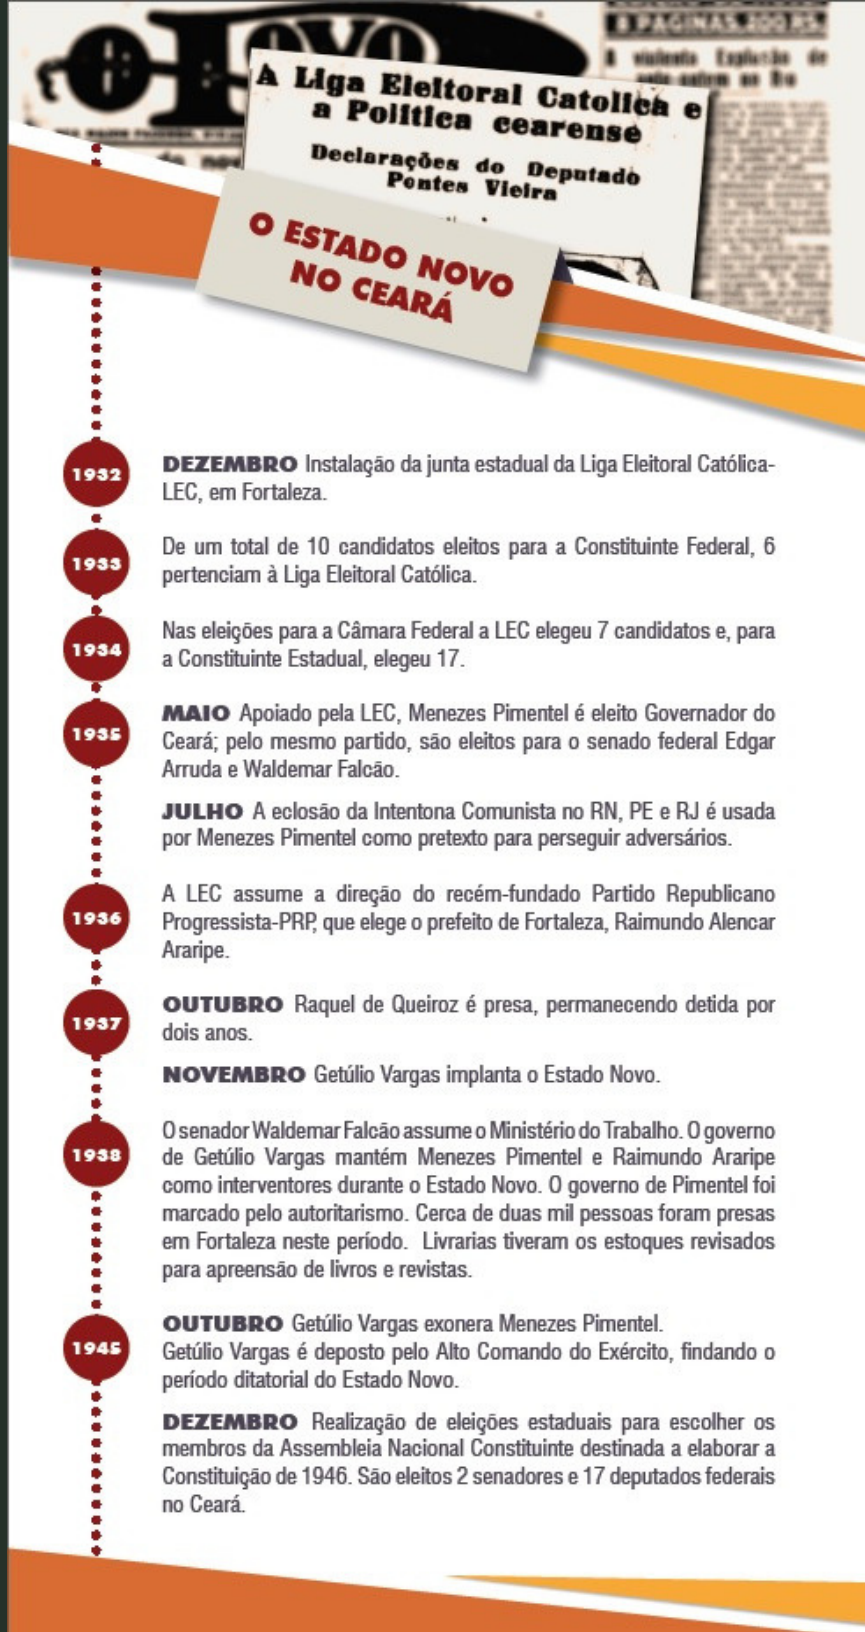 O POVO
8 PAGINAS-200 RS.
A violenta Explosão de
A Liga Eleitoral Catolica e
a Politica cearense
Declarações do Deputado
Pontes Vieira
O ESTADO NOVO
NO CEARÁ
1932
DEZEMBRO Instalação da junta estadual da Liga Eleitoral Católica-
LEC, em Fortaleza.
1933
De um total de 10 candidatos eleitos para a Constituinte Federal, 6
pertenciam à Liga Eleitoral Católica.
1934
Nas eleições para a Câmara Federal a LEC elegeu 7 candidatos e, para
a Constituinte Estadual, elegeu 17.
1935
MAIO Apoiado pela LEC, Menezes Pimentel é eleito Governador do
Ceará; pelo mesmo partido, são eleitos para o senado federal Edgar
Arruda e Waldemar Falcão.
JULHO A eclosão da Intentona Comunista no RN, PE e RJ é usada
por Menezes Pimentel como pretexto para perseguir adversários.
1936
A LEC assume a direção do recém-fundado Partido Republicano
Progressista-PRP, que elege o prefeito de Fortaleza, Raimundo Alencar
Araripe.
1937
OUTUBRO Raquel de Queiroz é presa, permanecendo detida por
dois anos.
NOVEMBRO Getúlio Vargas implanta o Estado Novo.
1938
O senador Waldemar Falcão assume o Ministério do Trabalho. O governo
de Getúlio Vargas mantém Menezes Pimentel e Raimundo Araripe
como interventores durante o Estado Novo. O governo de Pimentel foi
marcado pelo autoritarismo. Cerca de duas mil pessoas foram presas
em Fortaleza neste período. Livrarias tiveram os estoques revisados
para apreensão de livros e revistas.
1945
OUTUBRO Getúlio Vargas exonera Menezes Pimentel.
Getúlio Vargas é deposto pelo Alto Comando do Exército, findando o
período ditatorial do Estado Novo.
DEZEMBRO Realização de eleições estaduais para escolher os
membros da Assembleia Nacional Constituinte destinada a elaborar a
Constituição de 1946. São eleitos 2 senadores e 17 deputados federais
no Ceará.